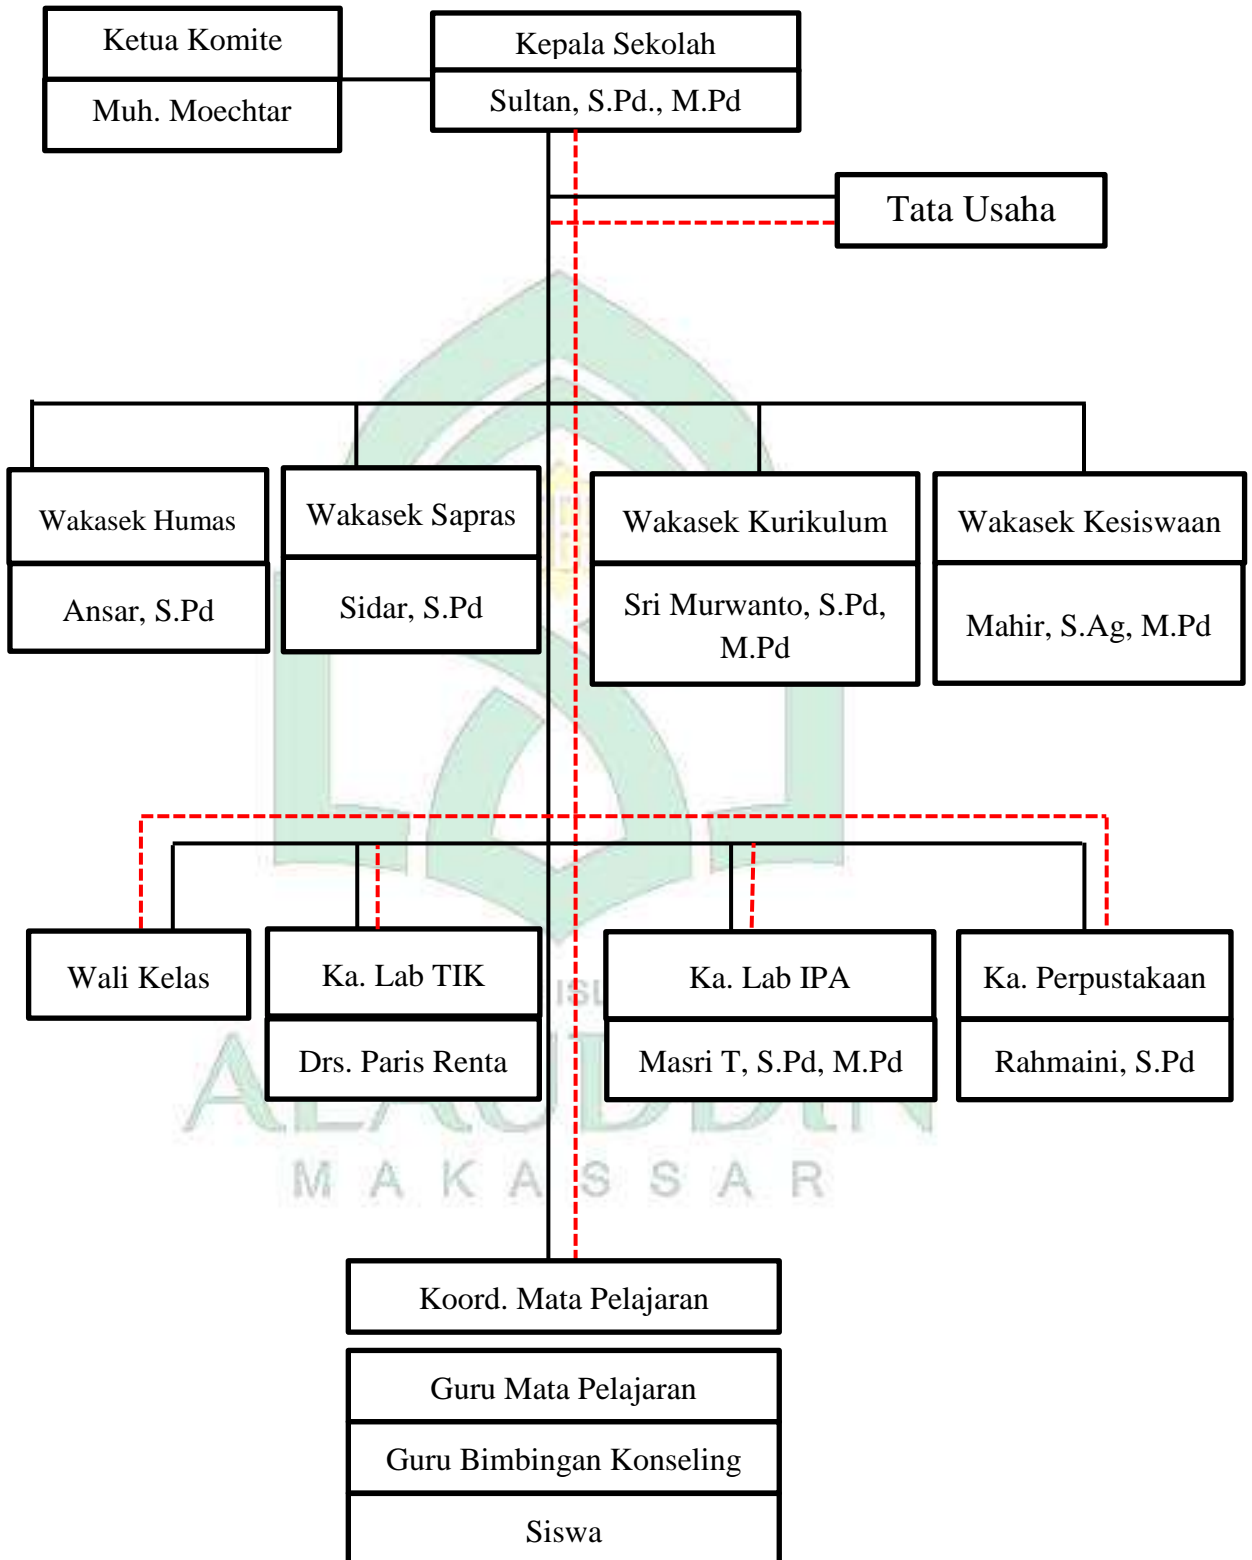 Ketua Komite
Muh. Moechtar
Kepala Sekolah
Sultan, S.Pd., M.Pd
Tata Usaha
Wakasek Humas
Ansar, S.Pd
Wakasek Sapras
Sidar, S.Pd
Wakasek Kurikulum
Sri Murwanto, S.Pd,
M.Pd
Wakasek Kesiswaan
Mahir, S.Ag, M.Pd
Wali Kelas
Ka. Lab TIK
Drs. Paris Renta
Ka. Lab IPA
Masri T, S.Pd, M.Pd
Ka. Perpustakaan
Rahmaini, S.Pd
ALAUDDIN
MAKASSAR
Koord. Mata Pelajaran
Guru Mata Pelajaran
Guru Bimbingan Konseling
Siswa